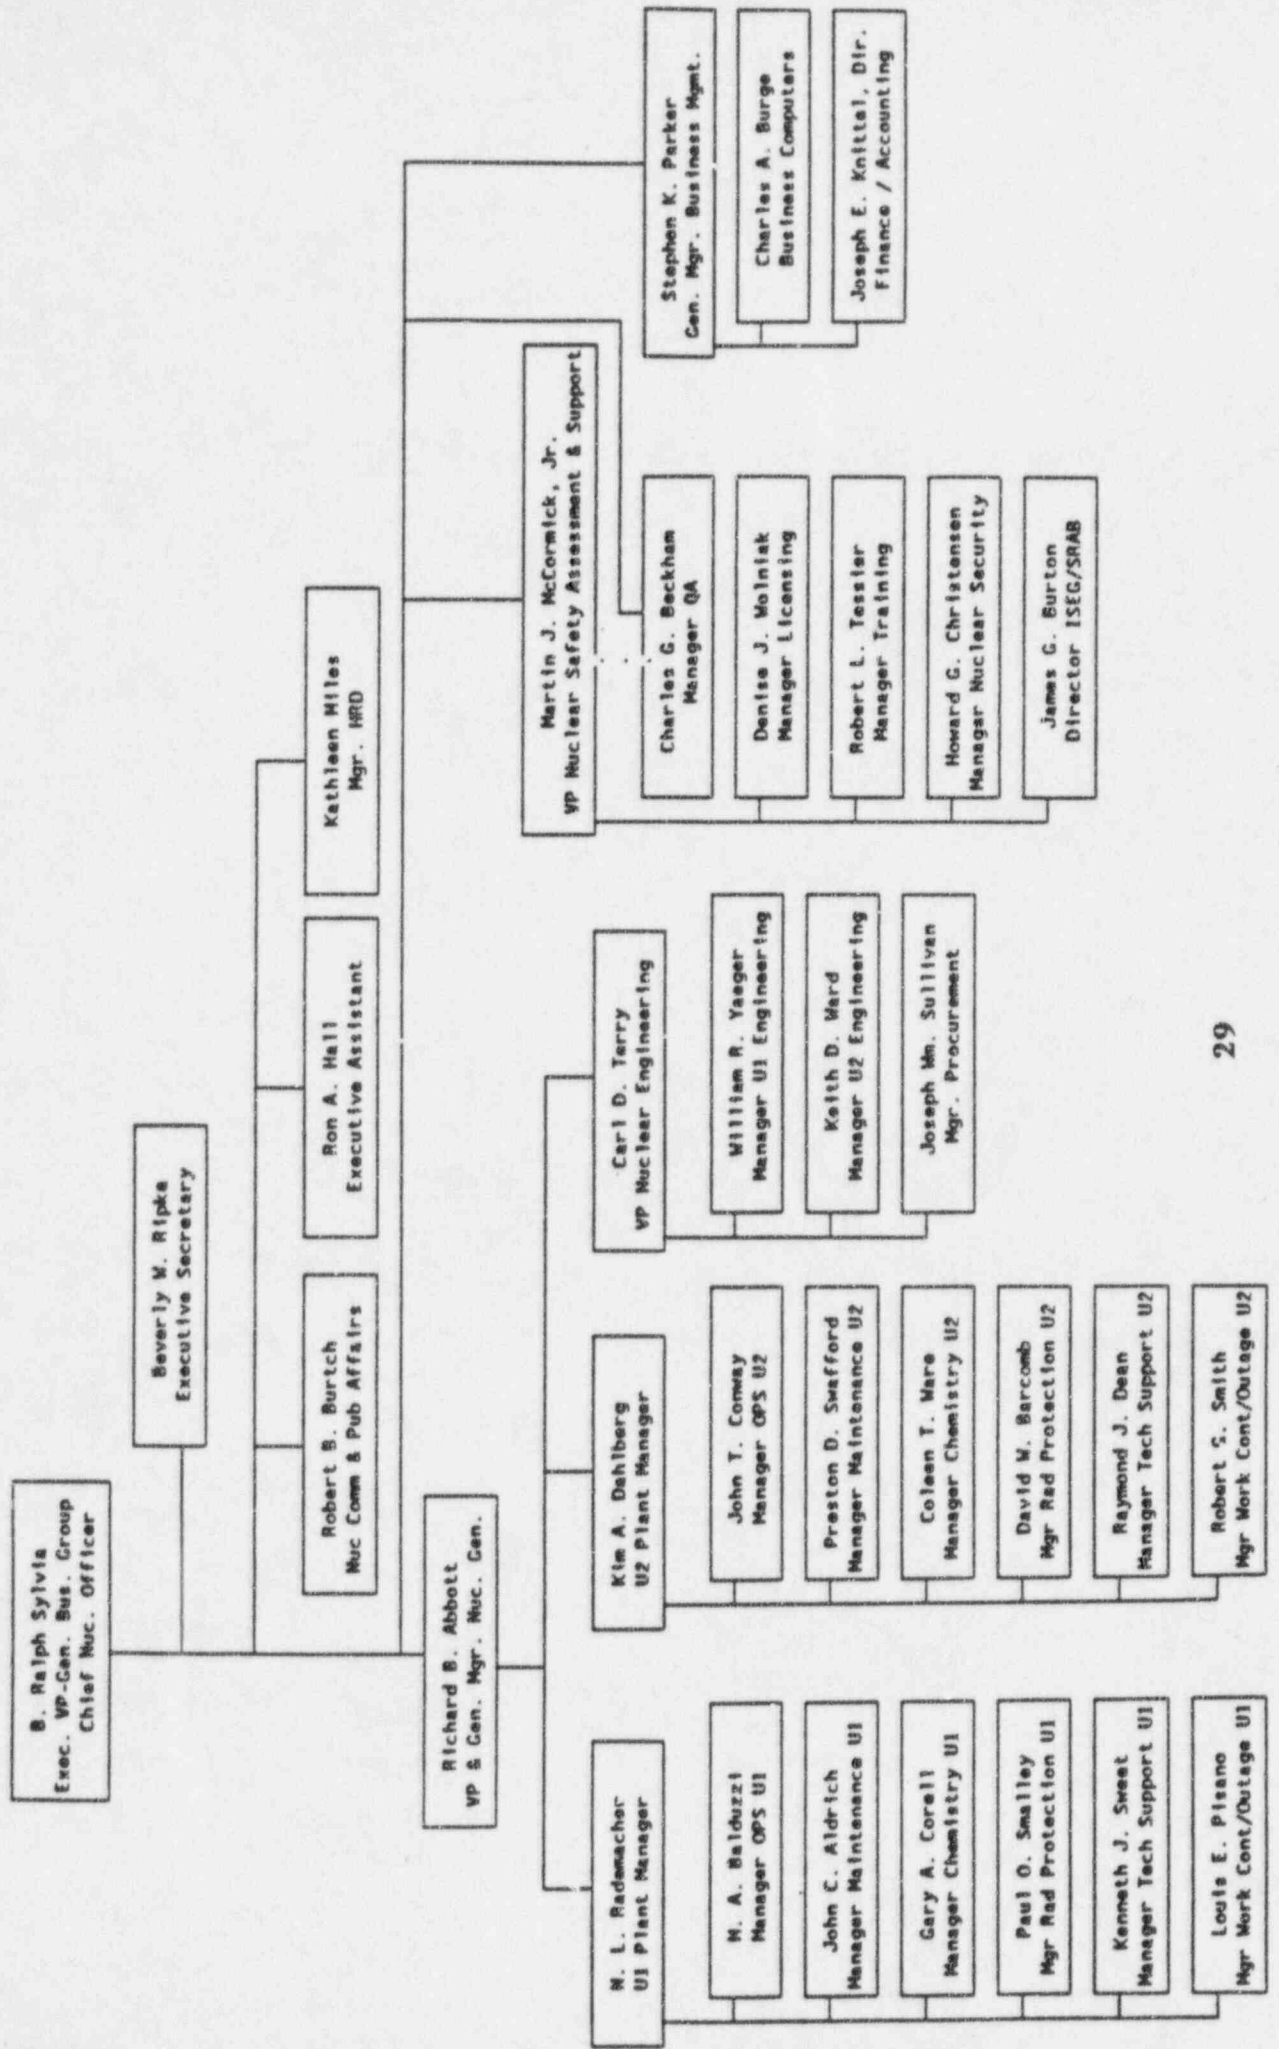 B. Ralph Sylvia
Exec. VP-Gen. Bus. Group
Chief Nuc. Officer
Beverly W. Ripka
Executive Secretary
Robert B. Burtch
Nuc Comm & Pub Affairs
Ron A. Hall
Executive Assistant
Kathleen Miles
Mgr. HRD
Richard B. Abbott
VP & Gen. Mgr. Nuc. Gen.
Martin J. McCormick, Jr.
VP Nuclear Safety Assessment & Support
Stephen K. Parker
Gen. Mgr. Business Mgmt.
Charles A. Burge
Business Computers
Joseph E. Knittal, Dir.
Finance / Accounting
N. L. Rademacher
U1 Plant Manager
M. A. Balduzzi
Manager OPS U1
John C. Aldrich
Manager Maintenance U1
Gary A. Corell
Manager Chemistry U1
Paul O. Smalley
Mgr Rad Protection U1
Kenneth J. Sweet
Manager Tech Support U1
Louis E. Pisano
Mgr Work Cont/Outage U1
Kim A. Dahlberg
U2 Plant Manager
John T. Conway
Manager OPS U2
Preston D. Swafford
Manager Maintenance U2
Coleen T. Ware
Manager Chemistry U2
David W. Barcomb
Mgr Rad Protection U2
Raymond J. Dean
Manager Tech Support U2
Robert S. Smith
Mgr Work Cont/Outage U2
Carl D. Terry
VP Nuclear Engineering
William R. Yaeger
Manager U1 Engineering
Keith D. Ward
Manager U2 Engineering
Joseph Wm. Sullivan
Mgr. Procurement
Charles G. Beckham
Manager QA
Denise J. Wolniak
Manager Licensing
Robert L. Tessier
Manager Training
Howard G. Christensen
Manager Nuclear Security
James G. Burton
Director ISEG/SRAB
29